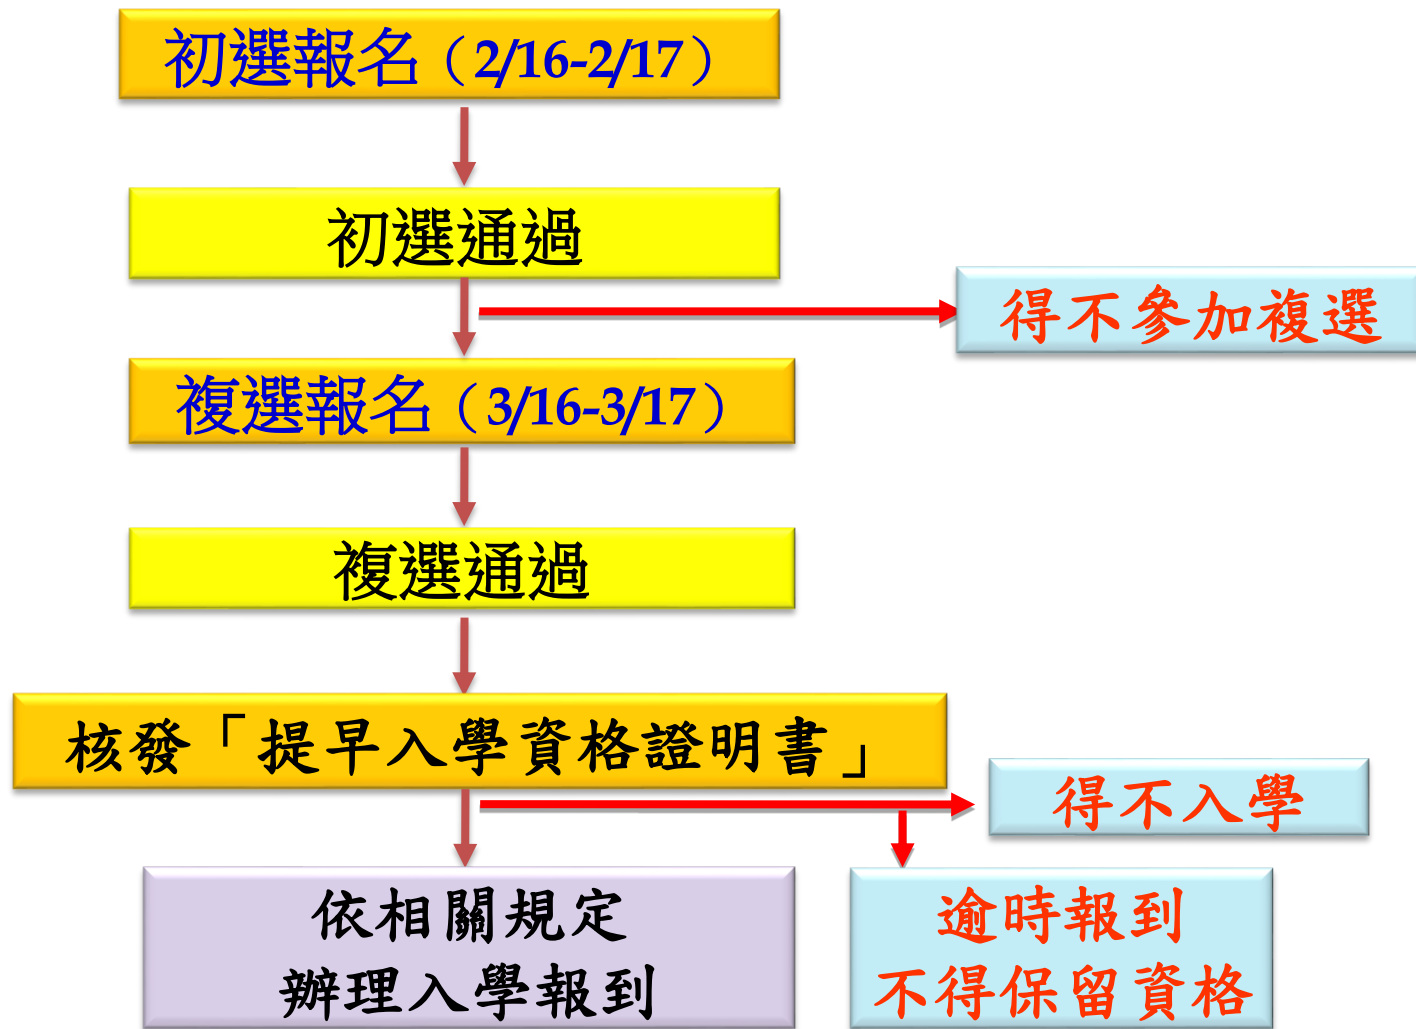 初選報名（2/16-2/17）
初選通過
得不參加複選
複選報名（3/16-3/17）
複選通過
核發「提早入學資格證明書」
得不入學
依相關規定
辦理入學報到
逾時報到
不得保留資格